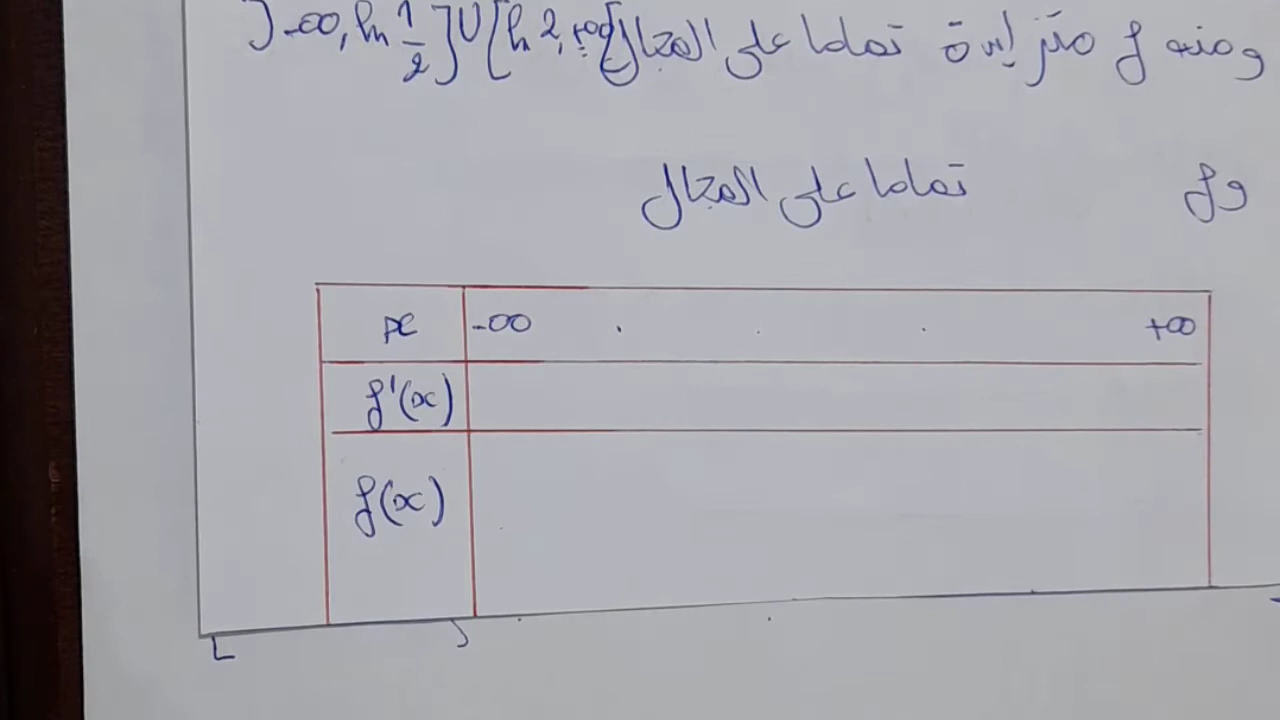 ومنه f متزايدة تماما على المجال ]-∞, ln 1/2] ∪ [ln 2, +∞[
و f تماما على المجال
x -∞ +∞
f'(x)
f(x)